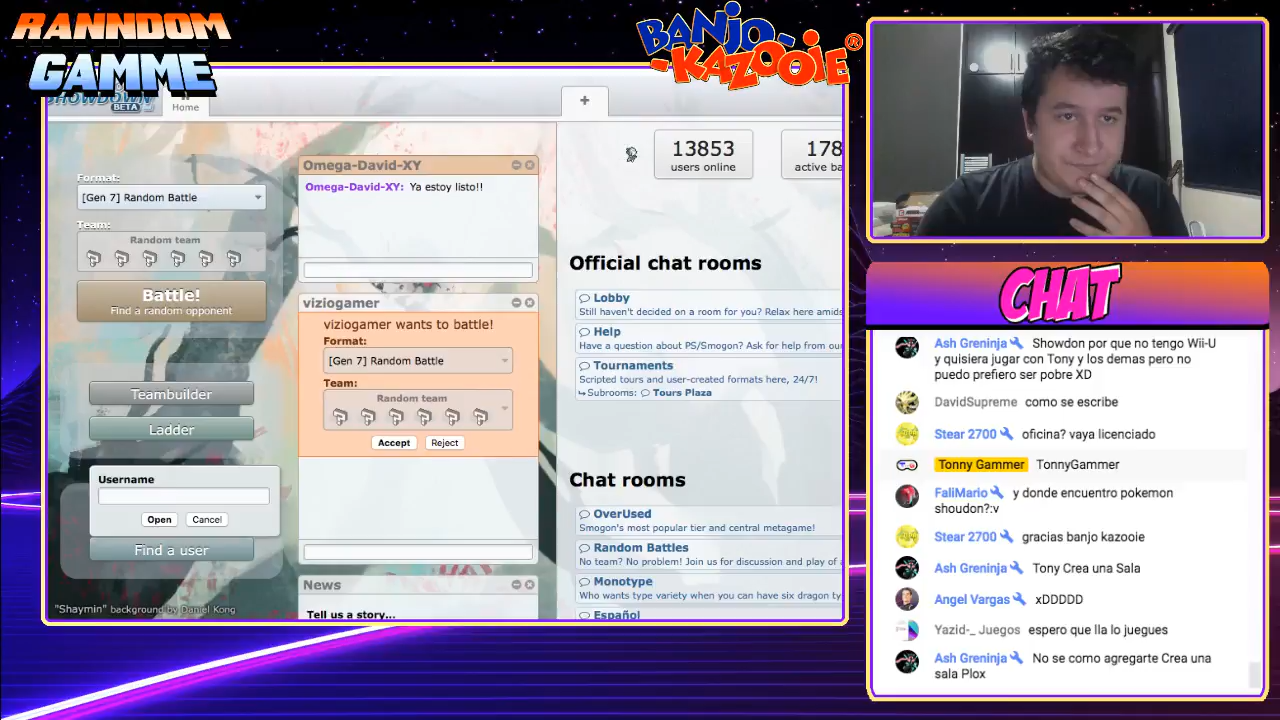 RANNDOM
GAMME
BANJO-
KAZOOIE®
SHOWDOWN
BETA
Home
+
Format:
[Gen 7] Random Battle
Team:
Random team
Battle!
Find a random opponent
Teambuilder
Ladder
Username
Open Cancel
Find a user
"Shaymin" background by Daniel Kong
Omega-David-XY
Omega-David-XY: Ya estoy listo!!
viziogamer
viziogamer wants to battle!
Format:
[Gen 7] Random Battle
Team:
Random team
Accept Reject
News
Tell us a story...
13853
users online
178
active ba
Official chat rooms
Lobby
Still haven't decided on a room for you? Relax here amids
Help
Have a question about PS/Smogon? Ask for help from ou
Tournaments
Scripted tours and user-created formats here, 24/7!
↪Subrooms: Tours Plaza
Chat rooms
OverUsed
Smogon's most popular tier and central metagame!
Random Battles
No team? No problem! Join us for discussion and play of a
Monotype
Who wants type variety when you can have six dragon ty
Español
CHAT
Ash Greninja Showdon por que no tengo Wii-U
y quisiera jugar con Tony y los demas pero no
puedo prefiero ser pobre XD
DavidSupreme como se escribe
Stear 2700 oficina? vaya licenciado
Tonny Gammer TonnyGammer
FaliMario y donde encuentro pokemon
shoudon?:v
Stear 2700 gracias banjo kazooie
Ash Greninja Tony Crea una Sala
Angel Vargas xDDDDD
Yazid-_ Juegos espero que lla lo juegues
Ash Greninja No se como agregarte Crea una
sala Plox